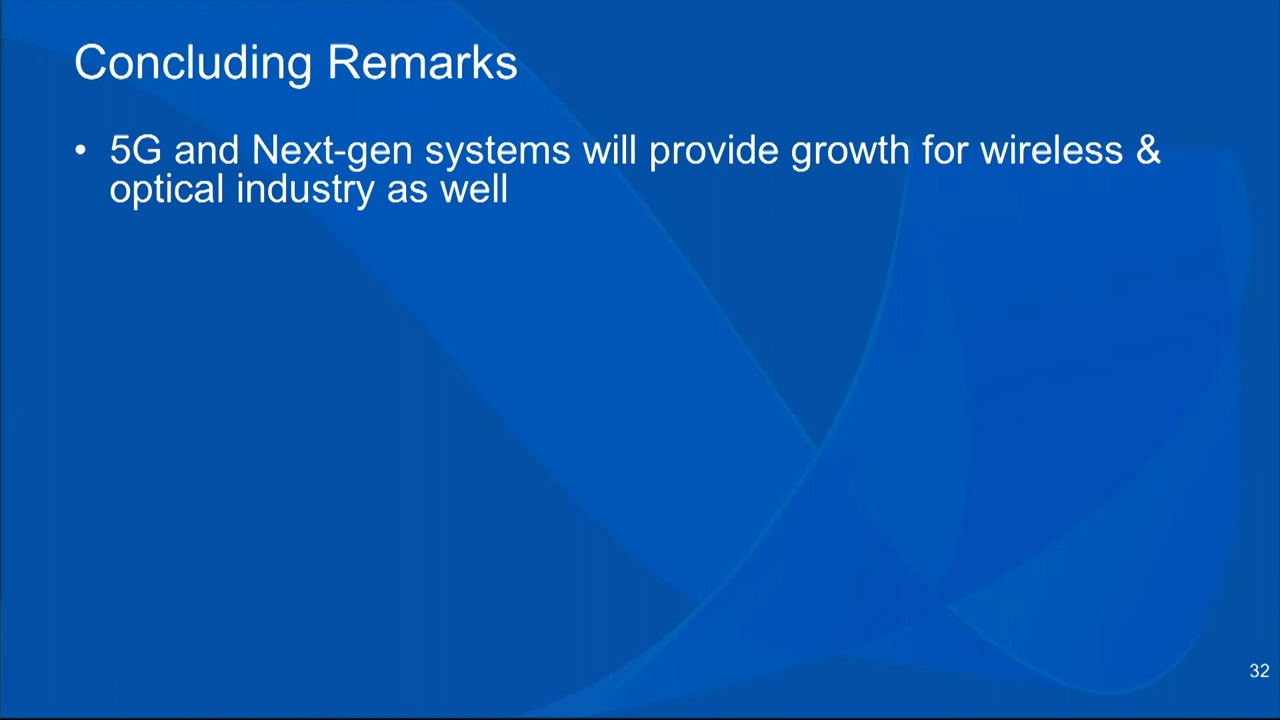 Concluding Remarks
• 5G and Next-gen systems will provide growth for wireless &
optical industry as well
32